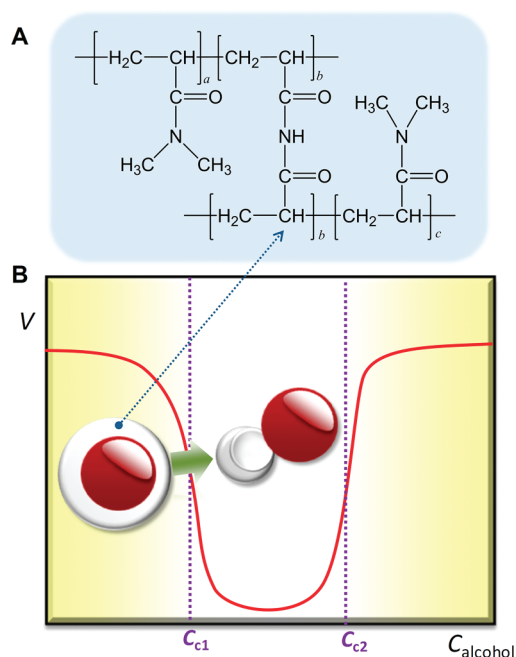 A
H₂C CH a CH₂ CH b
C=O C=O H₃C CH₃
N NH N
H₃C CH₃ C=O C=O
H₂C CH b CH₂ CH c
B
V
Cc1 Cc2 Calcohol